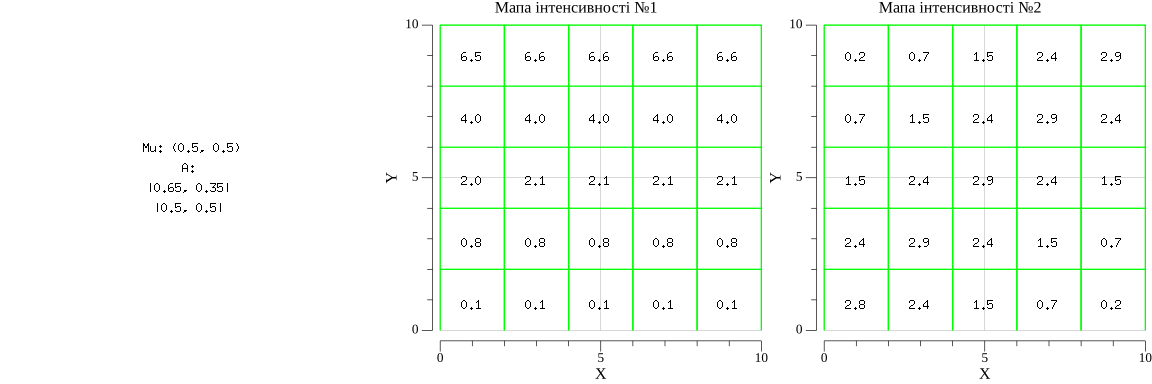 Mu: (0.5, 0.5)
A:
|0.65, 0.35|
|0.5, 0.5|
Мапа інтенсивності №1
10
5
0
Y
6.5 6.6 6.6 6.6 6.6
4.0 4.0 4.0 4.0 4.0
2.0 2.1 2.1 2.1 2.1
0.8 0.8 0.8 0.8 0.8
0.1 0.1 0.1 0.1 0.1
0 5 10
X
Мапа інтенсивності №2
10
5
0
Y
0.2 0.7 1.5 2.4 2.9
0.7 1.5 2.4 2.9 2.4
1.5 2.4 2.9 2.4 1.5
2.4 2.9 2.4 1.5 0.7
2.8 2.4 1.5 0.7 0.2
0 5 10
X